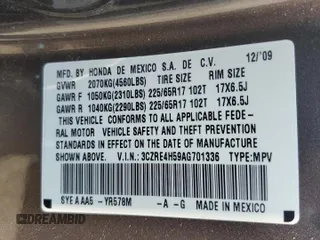 MFD. BY HONDA DE MEXICO S.A. DE C.V. 12/'09
GVWR 2070KG(4560LBS) TIRE SIZE RIM SIZE
GAWR F 1050KG(2310LBS) 225/65R17 102T 17X6.5J
GAWR R 1040KG(2290LBS) 225/65R17 102T 17X6.5J
THIS VEHICLE CONFORMS TO ALL APPLICABLE FEDE-
RAL MOTOR VEHICLE SAFETY AND THEFT PREVENTION
STANDARDS IN EFFECT ON THE DATE OF MANUFACTURE
SHOWN ABOVE. V.I.N:3CZRE4H59AG701336 TYPE:MPV
SYE A AA5 -YR578M -A -G MADE IN MEXICO
DREAMBID